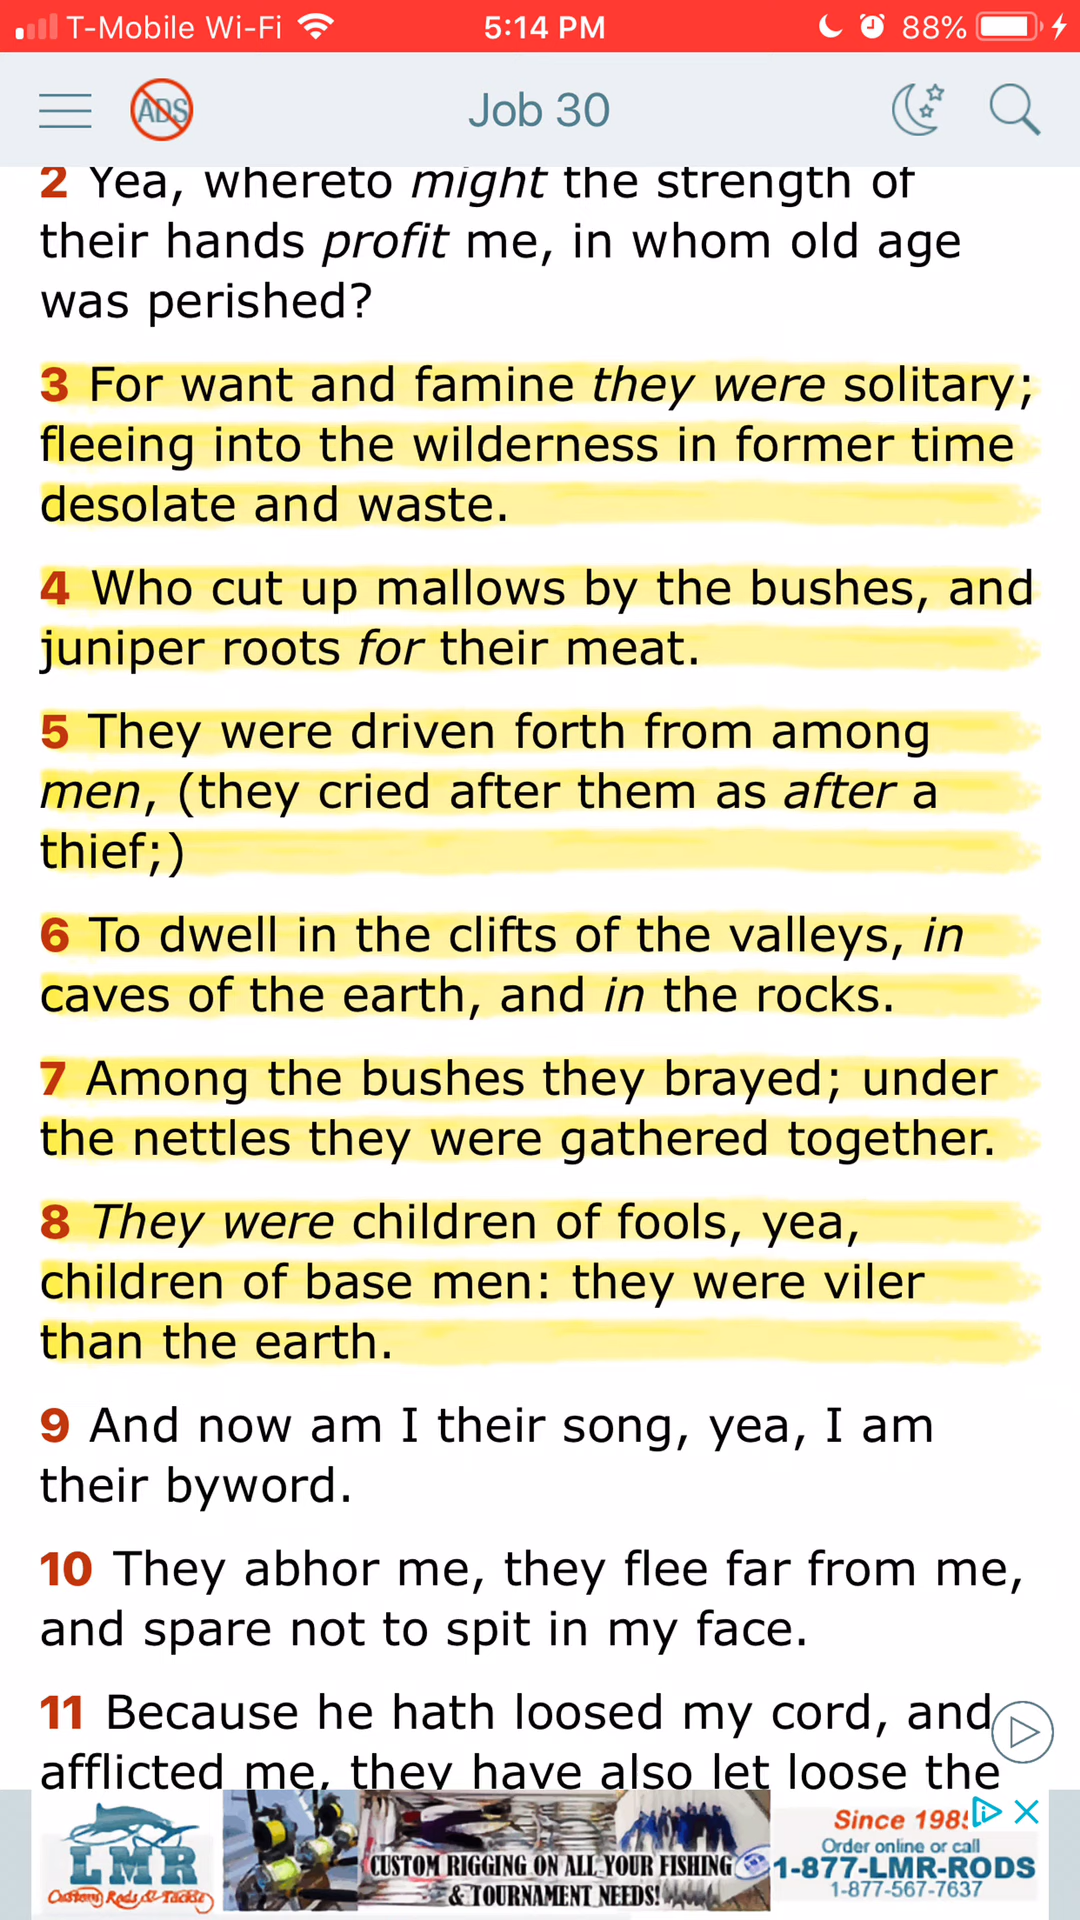 T-Mobile Wi-Fi 5:14 PM 88%
ADS Job 30
2 Yea, whereto might the strength of
their hands profit me, in whom old age
was perished?
3 For want and famine they were solitary;
fleeing into the wilderness in former time
desolate and waste.
4 Who cut up mallows by the bushes, and
juniper roots for their meat.
5 They were driven forth from among
men, (they cried after them as after a
thief;)
6 To dwell in the clifts of the valleys, in
caves of the earth, and in the rocks.
7 Among the bushes they brayed; under
the nettles they were gathered together.
8 They were children of fools, yea,
children of base men: they were viler
than the earth.
9 And now am I their song, yea, I am
their byword.
10 They abhor me, they flee far from me,
and spare not to spit in my face.
11 Because he hath loosed my cord, and
afflicted me, they have also let loose the
LMR
Custom Rods & Tackle
CUSTOM RIGGING ON ALL YOUR FISHING
& TOURNAMENT NEEDS!
Since 198
Order online or call
1-877-LMR-RODS
1-877-567-7637